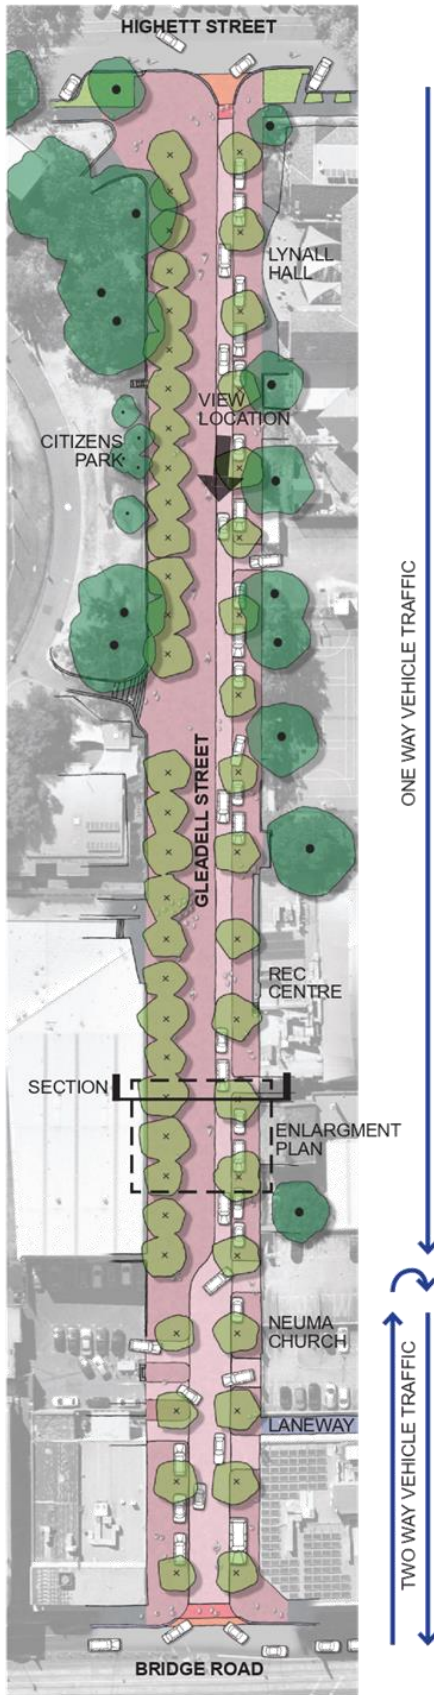 HIGHETT STREET
LYNALL
HALL
VIEW
LOCATION
CITIZENS
PARK
ONE WAY VEHICLE TRAFFIC
GLEADELL STREET
REC
CENTRE
SECTION
ENLARGMENT
PLAN
NEUMA
CHURCH
LANEWAY
TWO WAY VEHICLE TRAFFIC
BRIDGE ROAD